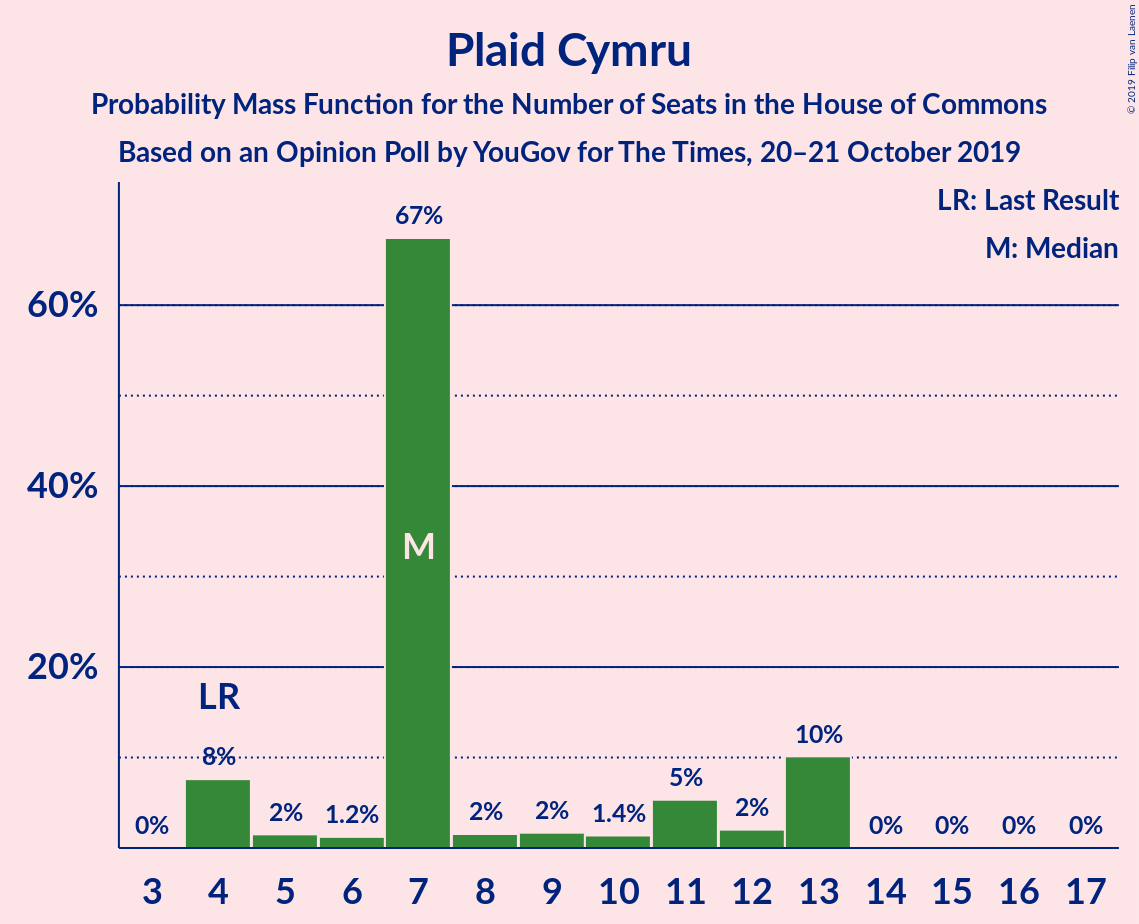 Plaid Cymru
Probability Mass Function for the Number of Seats in the House of Commons
Based on an Opinion Poll by YouGov for The Times, 20–21 October 2019
© 2019 Filip van Laenen
LR: Last Result
M: Median
60%
40%
20%
LR
M
0%
8%
2%
1.2%
67%
2%
2%
1.4%
5%
2%
10%
0%
0%
0%
0%
3 4 5 6 7 8 9 10 11 12 13 14 15 16 17